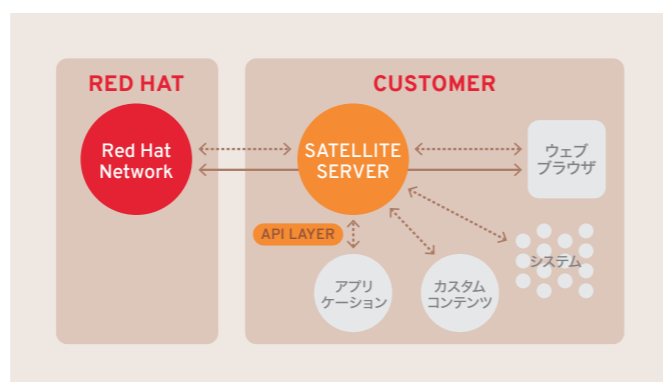 RED HAT
CUSTOMER
Red Hat
Network
SATELLITE
SERVER
ウェブ
ブラウザ
API LAYER
アプリ
ケーション
カスタム
コンテンツ
システム